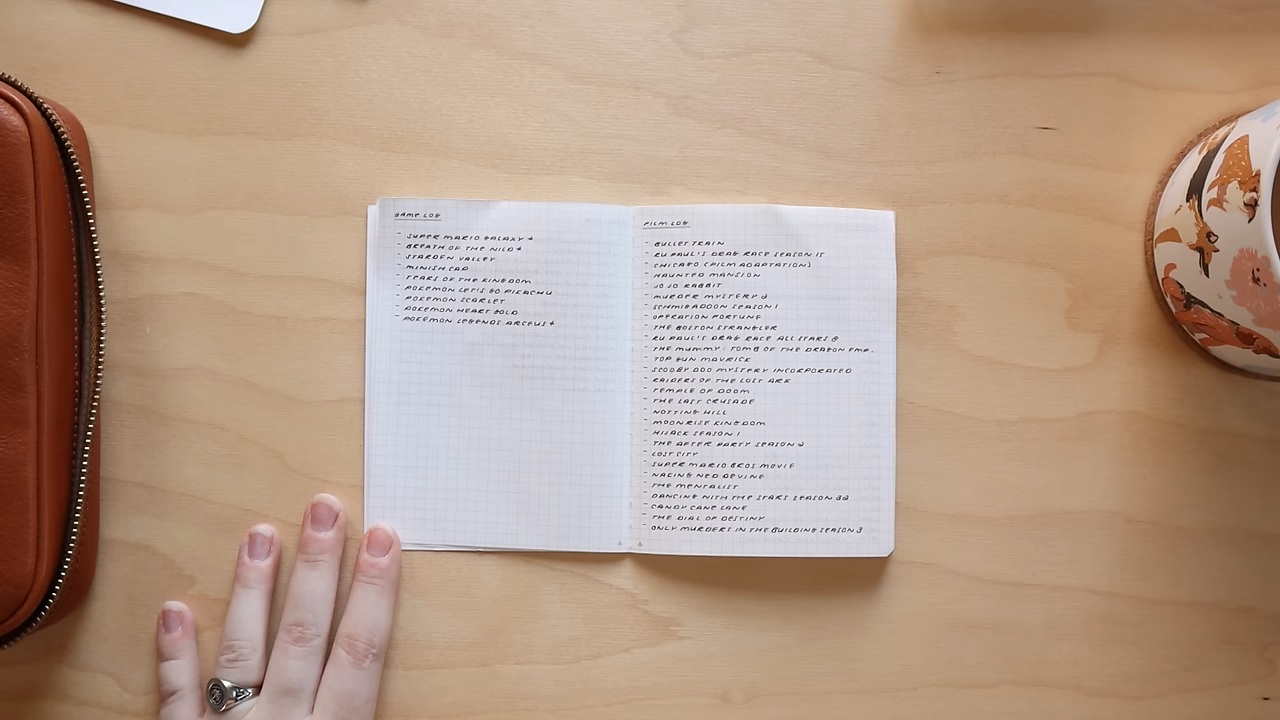 GAME LOG
- SUPER MARIO GALAXY *
- BREATH OF THE WILD *
- STARDEW VALLEY
- MINISH CAP
- TEARS OF THE KINGDOM
- POKEMON LET'S GO PIKACHU
- POKEMON SCARLET
- POKEMON HEART GOLD
- POKEMON LEGENDS ARCEUS *
FILM LOG
- BULLET TRAIN
- RU PAUL'S DRAG RACE SEASON 15
- CHICAGO (FILM ADAPTATION)
- HAUNTED MANSION
- JO JO RABBIT
- MURDER MYSTERY 2
- SCHMIGADOON SEASON 1
- OPERATION FORTUNE
- THE BOSTON STRANGLER
- RU PAUL'S DRAG RACE ALL STARS 8
- THE MUMMY: TOMB OF THE DRAGON EMP.
- TOP GUN MAVRICK
- SCOOBY DOO MYSTERY INCORPORATED
- RAIDERS OF THE LOST ARK
- TEMPLE OF DOOM
- THE LAST CRUSADE
- NOTTING HILL
- MOONRISE KINGDOM
- HIJACK SEASON 1
- THE AFTER PARTY SEASON 2
- LOST CITY
- SUPER MARIO BROS MOVIE
- WAKING NED DEVINE
- THE MENTALIST
- DANCING WITH THE STARS SEASON 32
- CANDY CANE LANE
- THE DIAL OF DESTINY
- ONLY MURDERS IN THE BUILDING SEASON 3